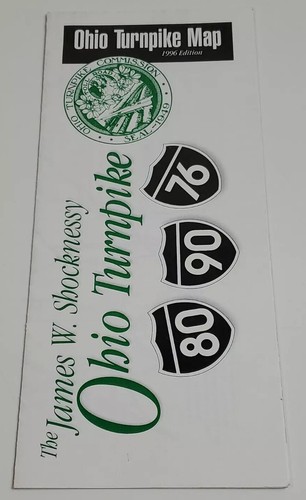 Ohio Turnpike Map
1996 Edition
OHIO TURNPIKE COMMISSION
SEAL - 1949
The James W. Shocknessy
Ohio Turnpike
80
90
76